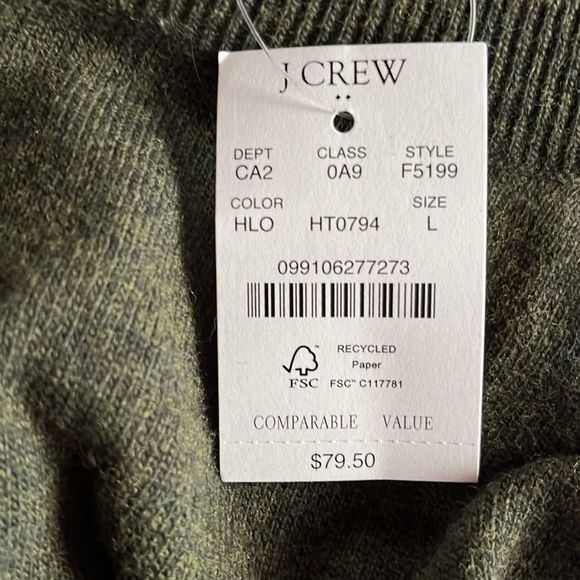 J.CREW
DEPT CLASS STYLE
CA2 0A9 F5199
COLOR SIZE
HLO HT0794 L
099106277273
RECYCLED
Paper
FSC™ FSC™ C117781
COMPARABLE VALUE
$79.50